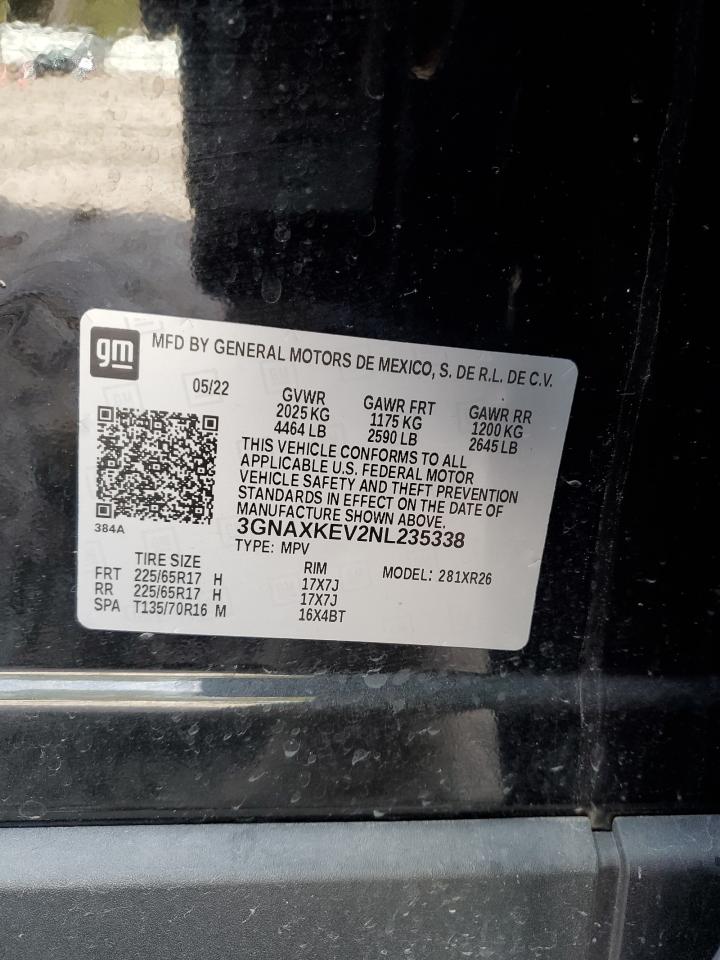 gm MFD BY GENERAL MOTORS DE MEXICO, S. DE R.L. DE C.V.
05/22 GVWR GAWR FRT GAWR RR
2025 KG 1175 KG 1200 KG
4464 LB 2590 LB 2645 LB
THIS VEHICLE CONFORMS TO ALL
APPLICABLE U.S. FEDERAL MOTOR
VEHICLE SAFETY AND THEFT PREVENTION
STANDARDS IN EFFECT ON THE DATE OF
MANUFACTURE SHOWN ABOVE.
384A 3GNAXKEV2NL235338
TYPE: MPV
TIRE SIZE RIM MODEL: 281XR26
FRT 225/65R17 H 17X7J
RR 225/65R17 H 17X7J
SPA T135/70R16 M 16X4BT